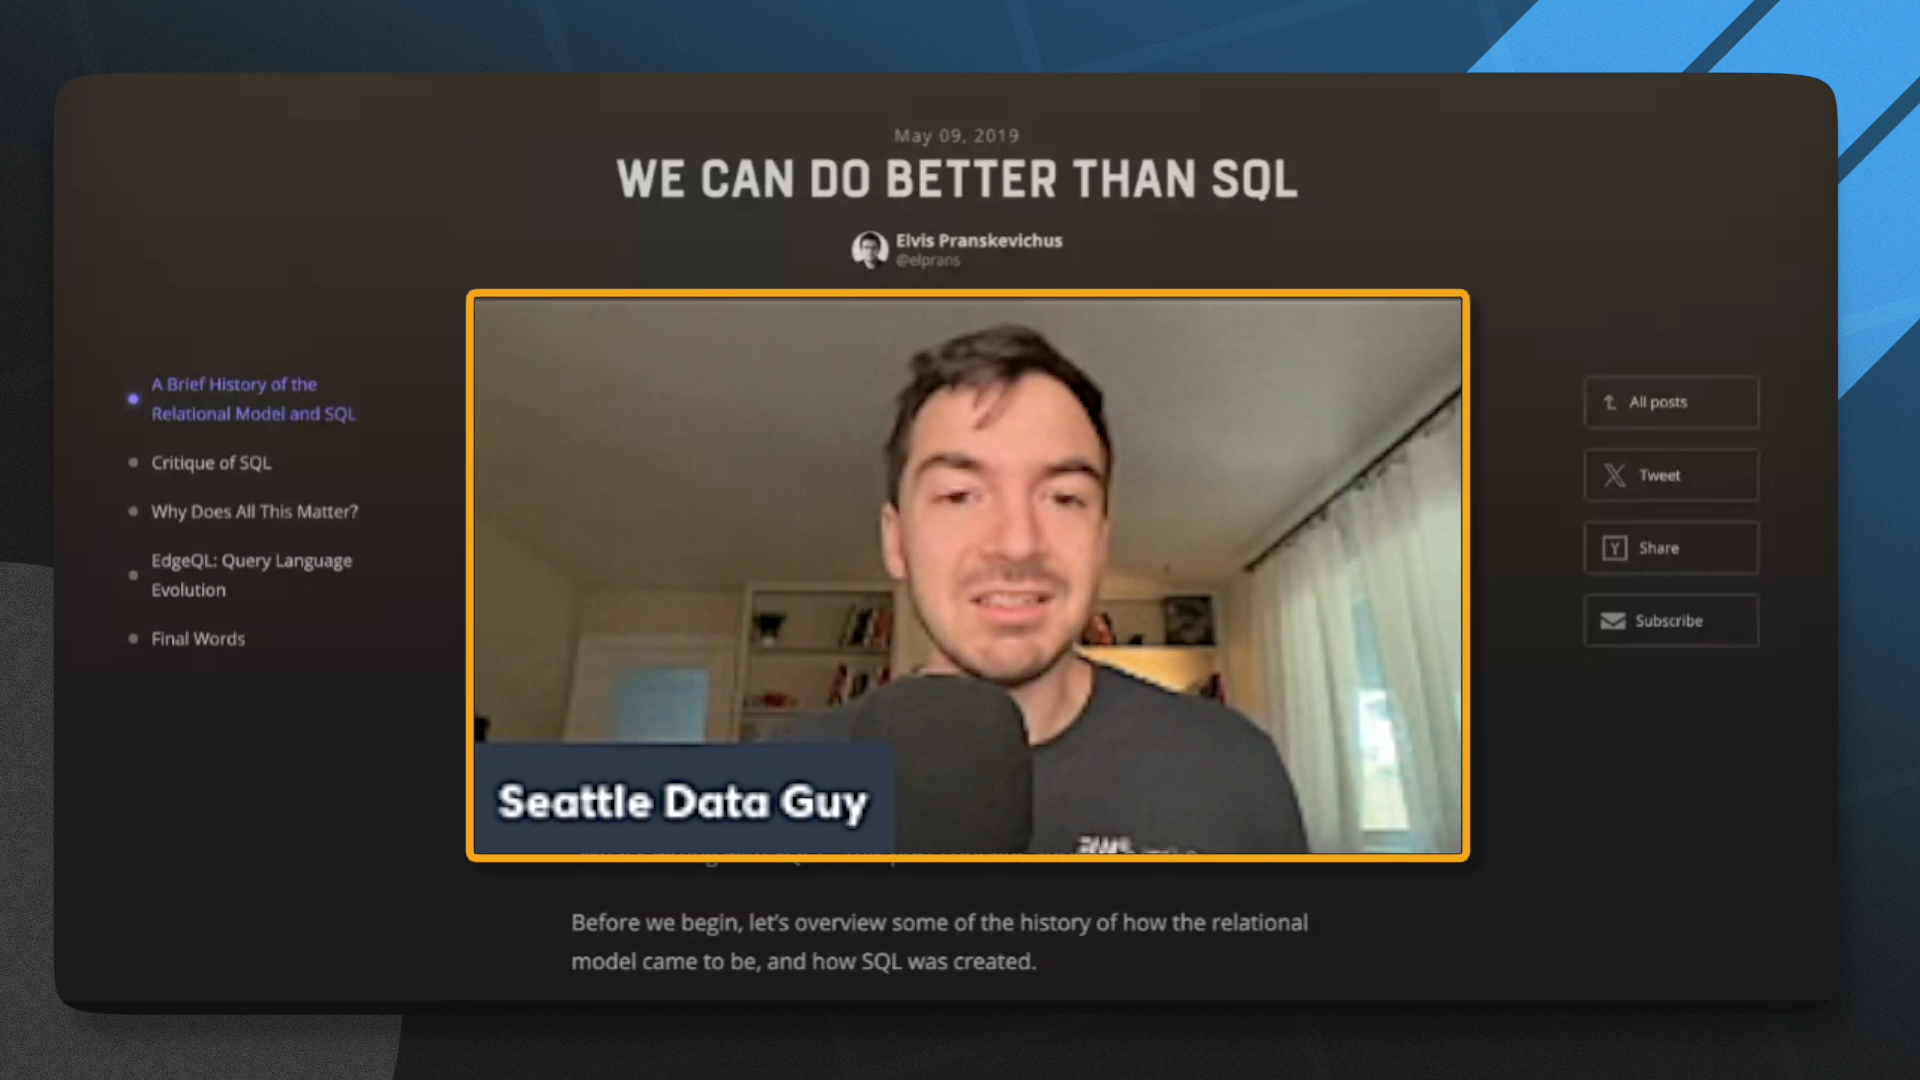 May 09, 2019
WE CAN DO BETTER THAN SQL
Elvis Pranskevichus
@elprans
A Brief History of the
Relational Model and SQL
Critique of SQL
Why Does All This Matter?
EdgeQL: Query Language
Evolution
Final Words
All posts
Tweet
Y Share
Subscribe
Seattle Data Guy
aws
Before we begin, let's overview some of the history of how the relational
model came to be, and how SQL was created.